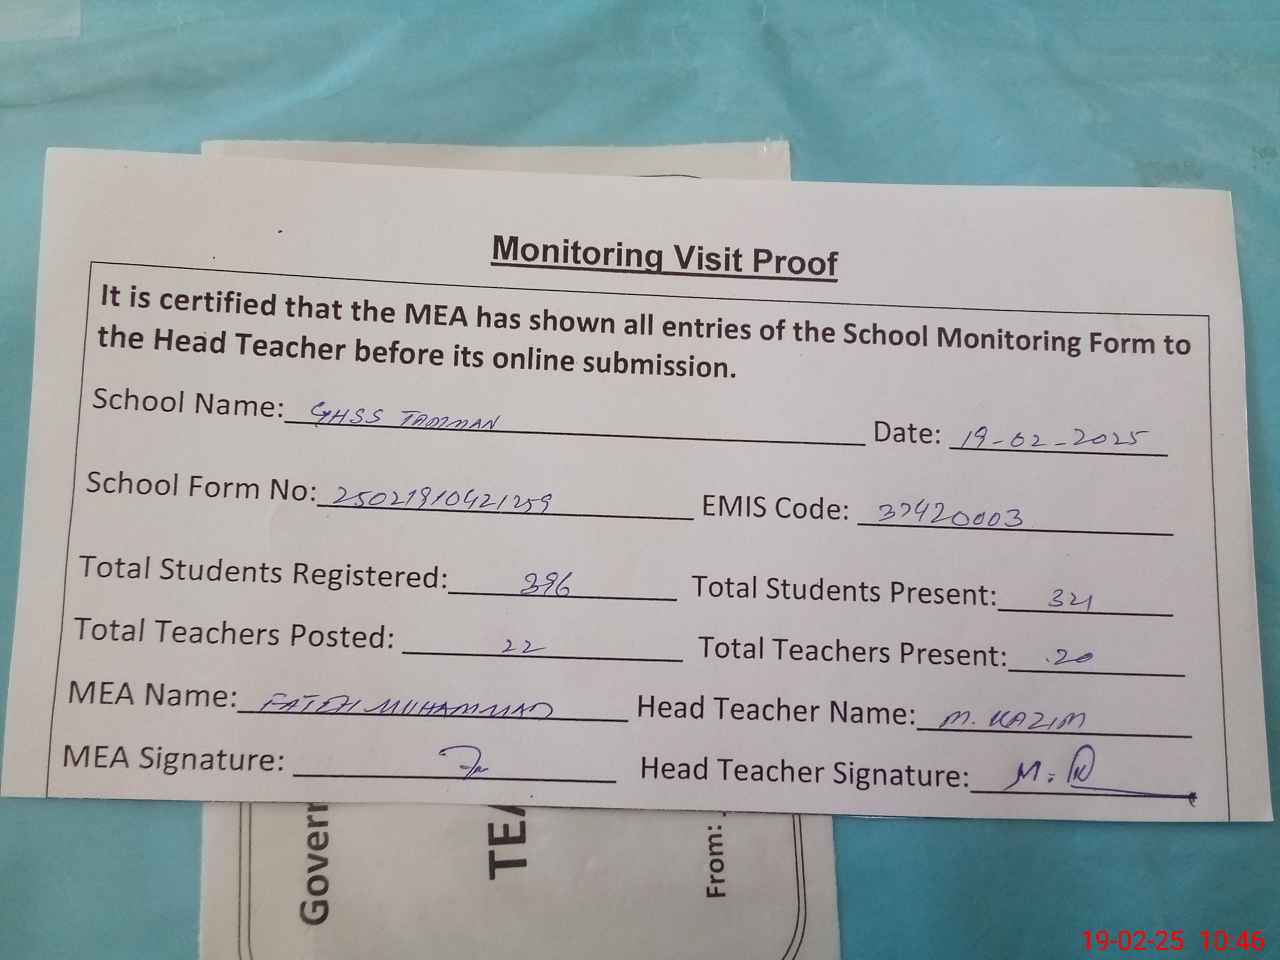 Monitoring Visit Proof
It is certified that the MEA has shown all entries of the School Monitoring Form to
the Head Teacher before its online submission.
School Name: GHSS TAMMAN Date: 19-02-2025
School Form No: 25021910421259 EMIS Code: 37420003
Total Students Registered: 396 Total Students Present: 321
Total Teachers Posted: 22 Total Teachers Present: 20
MEA Name: FATEH MUHAMMAD Head Teacher Name: M. KAZIM
MEA Signature: Head Teacher Signature: M.
Govern
TEA
From:
19-02-25 10:46